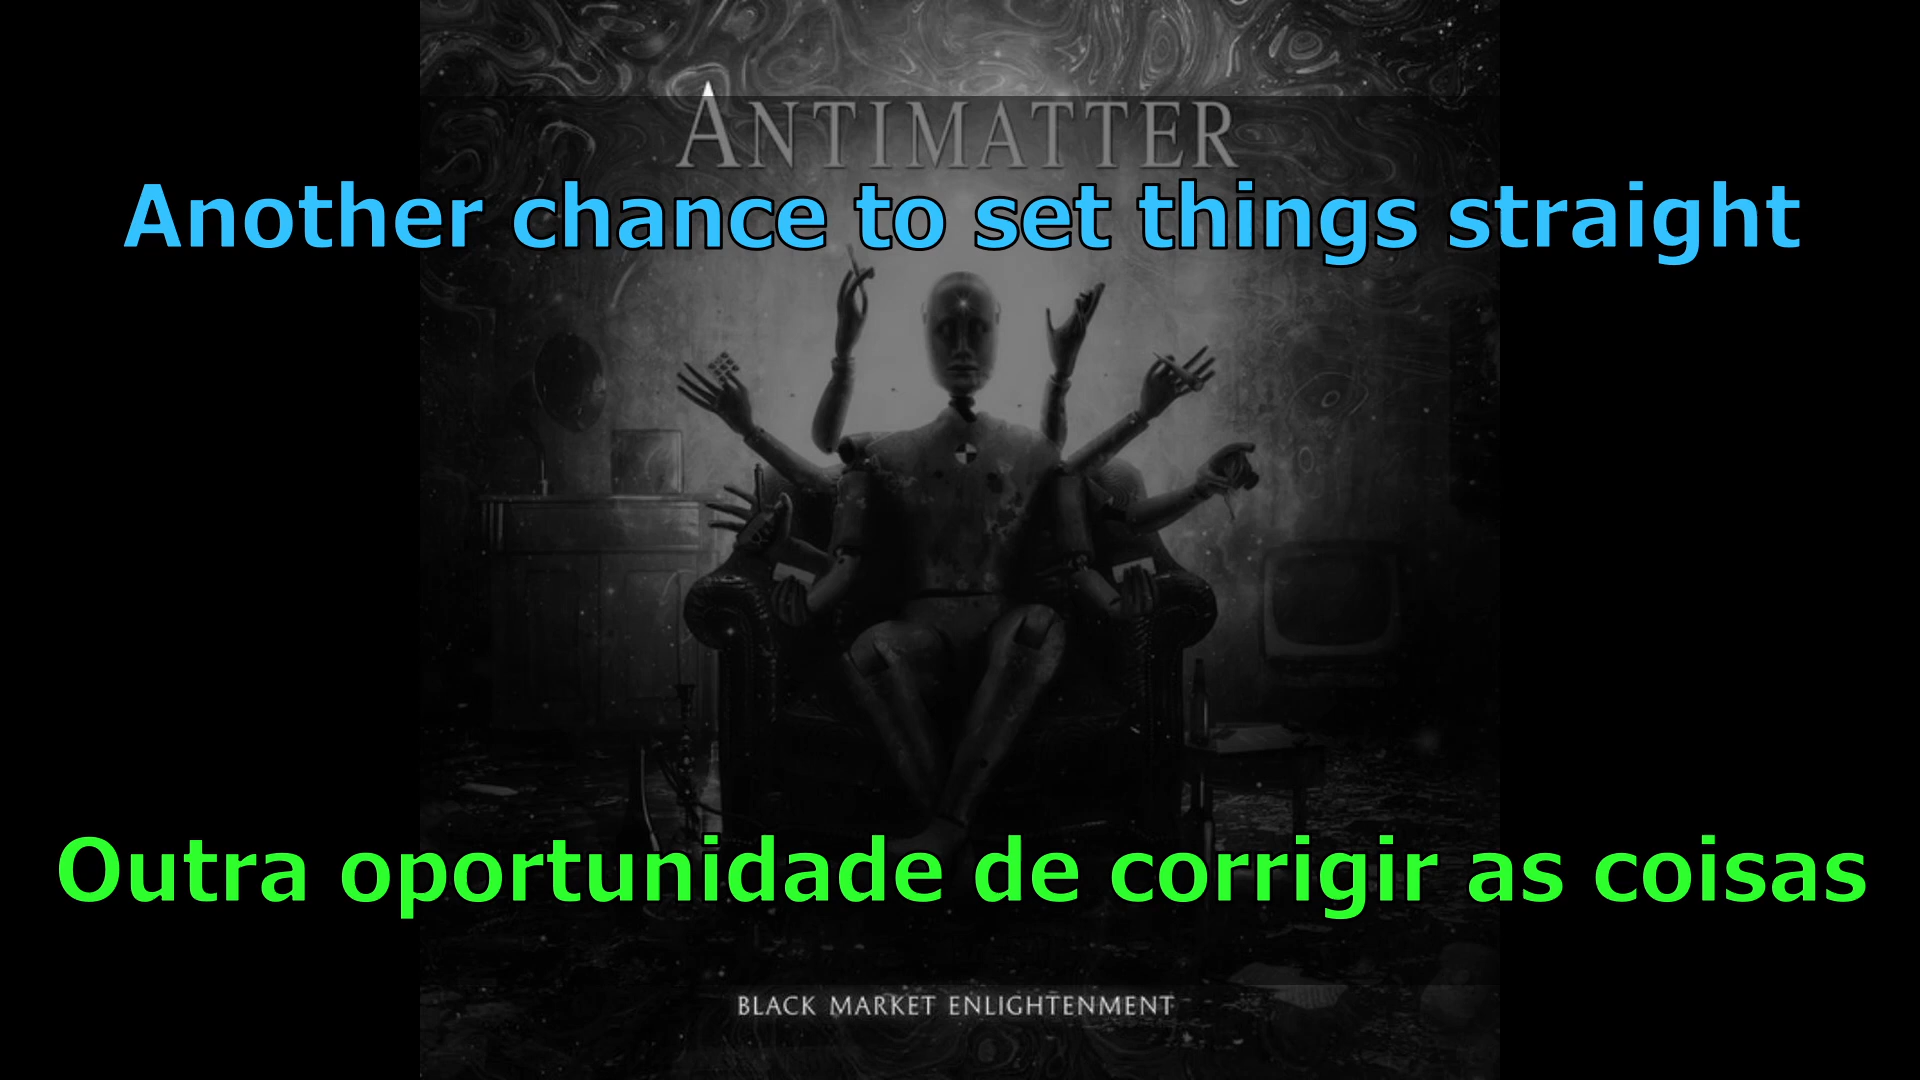 ANTIMATTER
Another chance to set things straight
Outra oportunidade de corrigir as coisas
BLACK MARKET ENLIGHTENMENT